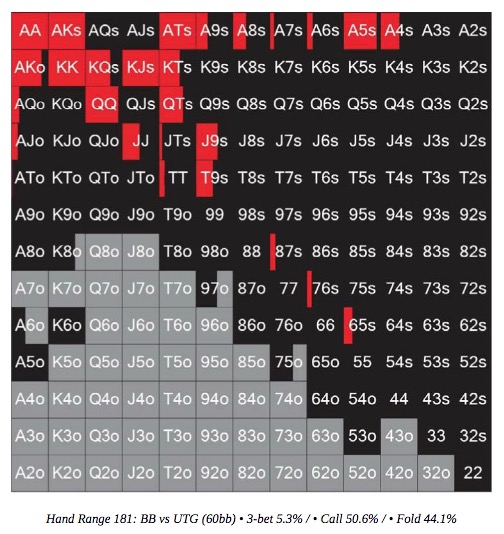 AA AKs AQs AJs ATs A9s A8s A7s A6s A5s A4s A3s A2s
AKo KK KQs KJs KTs K9s K8s K7s K6s K5s K4s K3s K2s
AQo KQo QQ QJs QTs Q9s Q8s Q7s Q6s Q5s Q4s Q3s Q2s
AJo KJo QJo JJ JTs J9s J8s J7s J6s J5s J4s J3s J2s
ATo KTo QTo JTo TT T9s T8s T7s T6s T5s T4s T3s T2s
A9o K9o Q9o J9o T9o 99 98s 97s 96s 95s 94s 93s 92s
A8o K8o Q8o J8o T8o 98o 88 87s 86s 85s 84s 83s 82s
A7o K7o Q7o J7o T7o 97o 87o 77 76s 75s 74s 73s 72s
A6o K6o Q6o J6o T6o 96o 86o 76o 66 65s 64s 63s 62s
A5o K5o Q5o J5o T5o 95o 85o 75o 65o 55 54s 53s 52s
A4o K4o Q4o J4o T4o 94o 84o 74o 64o 54o 44 43s 42s
A3o K3o Q3o J3o T3o 93o 83o 73o 63o 53o 43o 33 32s
A2o K2o Q2o J2o T2o 92o 82o 72o 62o 52o 42o 32o 22
Hand Range 181: BB vs UTG (60bb) • 3-bet 5.3% / • Call 50.6% / • Fold 44.1%